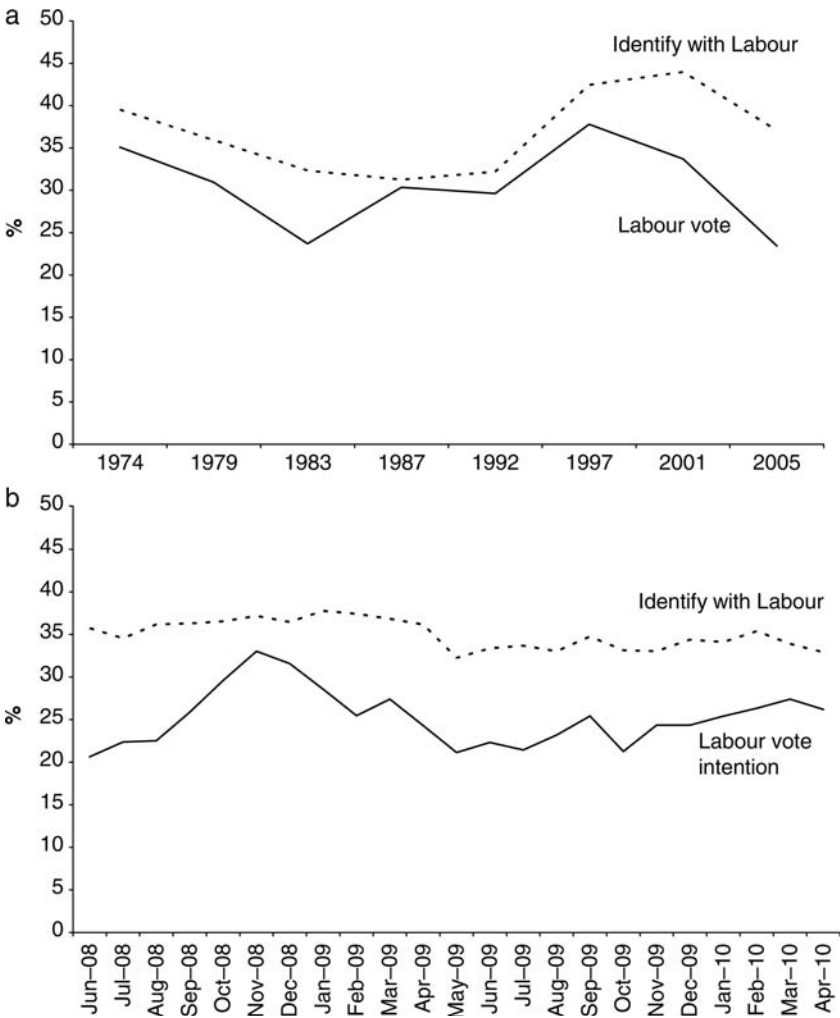 a
50
45
40
35
30
25
20
15
10
5
0
%
Identify with Labour
Labour vote
1974 1979 1983 1987 1992 1997 2001 2005
b
50
45
40
35
30
25
20
15
10
5
0
%
Identify with Labour
Labour vote
intention
Jun–08
Jul–08
Aug–08
Sep–08
Oct–08
Nov–08
Dec–08
Jan–09
Feb–09
Mar–09
Apr–09
May–09
Jun–09
Jul–09
Aug–09
Sep–09
Oct–09
Nov–09
Dec–09
Jan–10
Feb–10
Mar–10
Apr–10